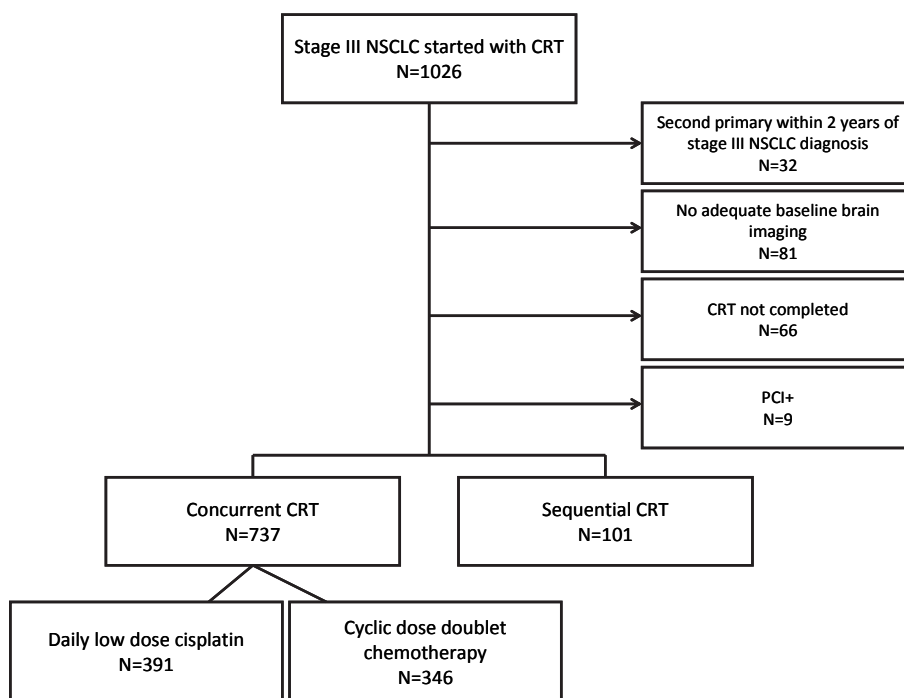 Stage III NSCLC started with CRT
N=1026
Second primary within 2 years of
stage III NSCLC diagnosis
N=32
No adequate baseline brain
imaging
N=81
CRT not completed
N=66
PCI+
N=9
Concurrent CRT
N=737
Sequential CRT
N=101
Daily low dose cisplatin
N=391
Cyclic dose doublet
chemotherapy
N=346